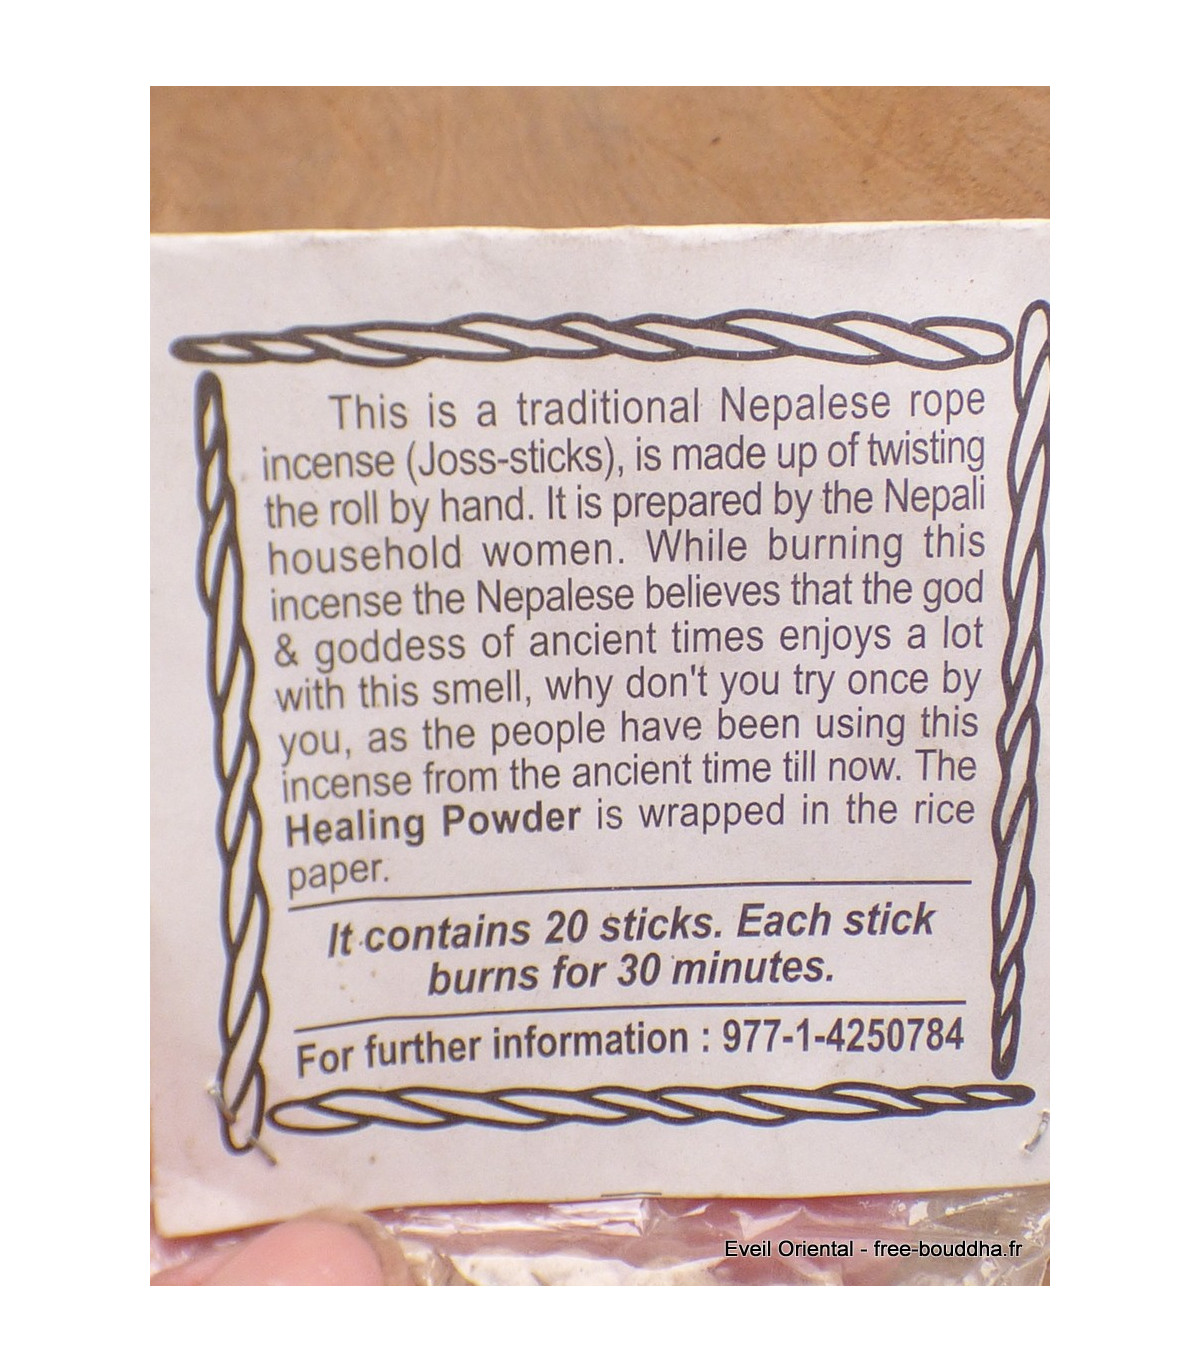 This is a traditional Nepalese rope
incense (Joss-sticks), is made up of twisting
the roll by hand. It is prepared by the Nepali
household women. While burning this
incense the Nepalese believes that the god
& goddess of ancient times enjoys a lot
with this smell, why don't you try once by
you, as the people have been using this
incense from the ancient time till now. The
Healing Powder is wrapped in the rice
paper.
It contains 20 sticks. Each stick
burns for 30 minutes.
For further information : 977-1-4250784
Eveil Oriental - free-bouddha.fr